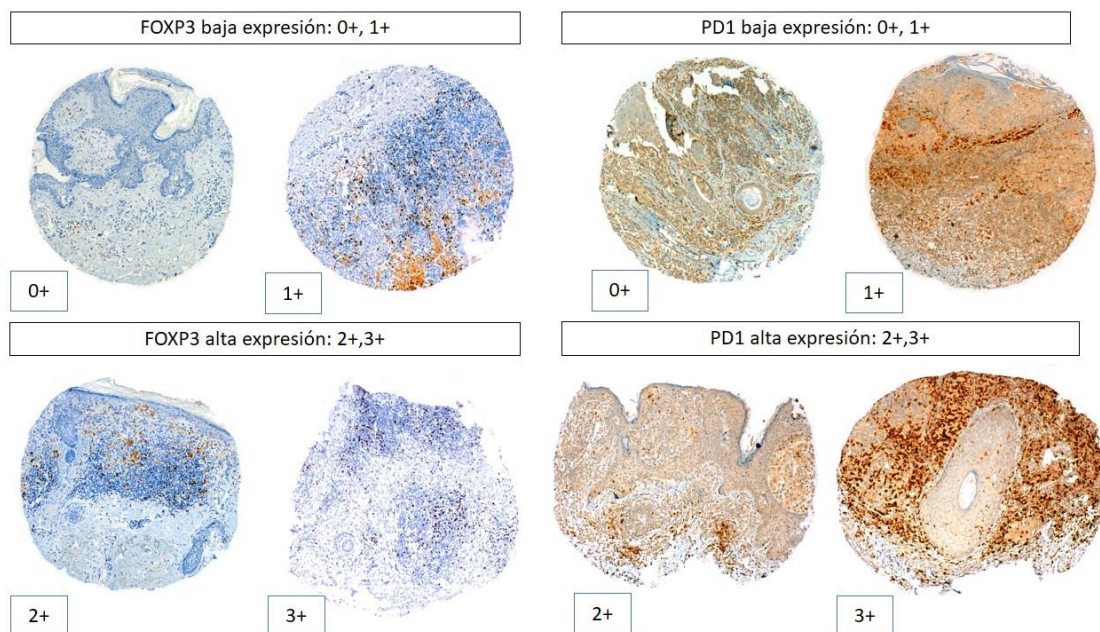 FOXP3 baja expresión: 0+, 1+
PD1 baja expresión: 0+, 1+
0+
1+
0+
1+
FOXP3 alta expresión: 2+,3+
PD1 alta expresión: 2+,3+
2+
3+
2+
3+